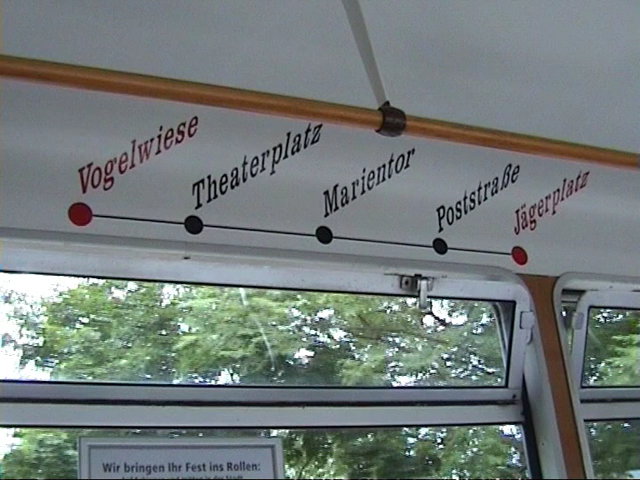 Vogelwiese
Theaterplatz
Marientor
Poststraße
Jägerplatz
Wir bringen Ihr Fest ins Rollen: